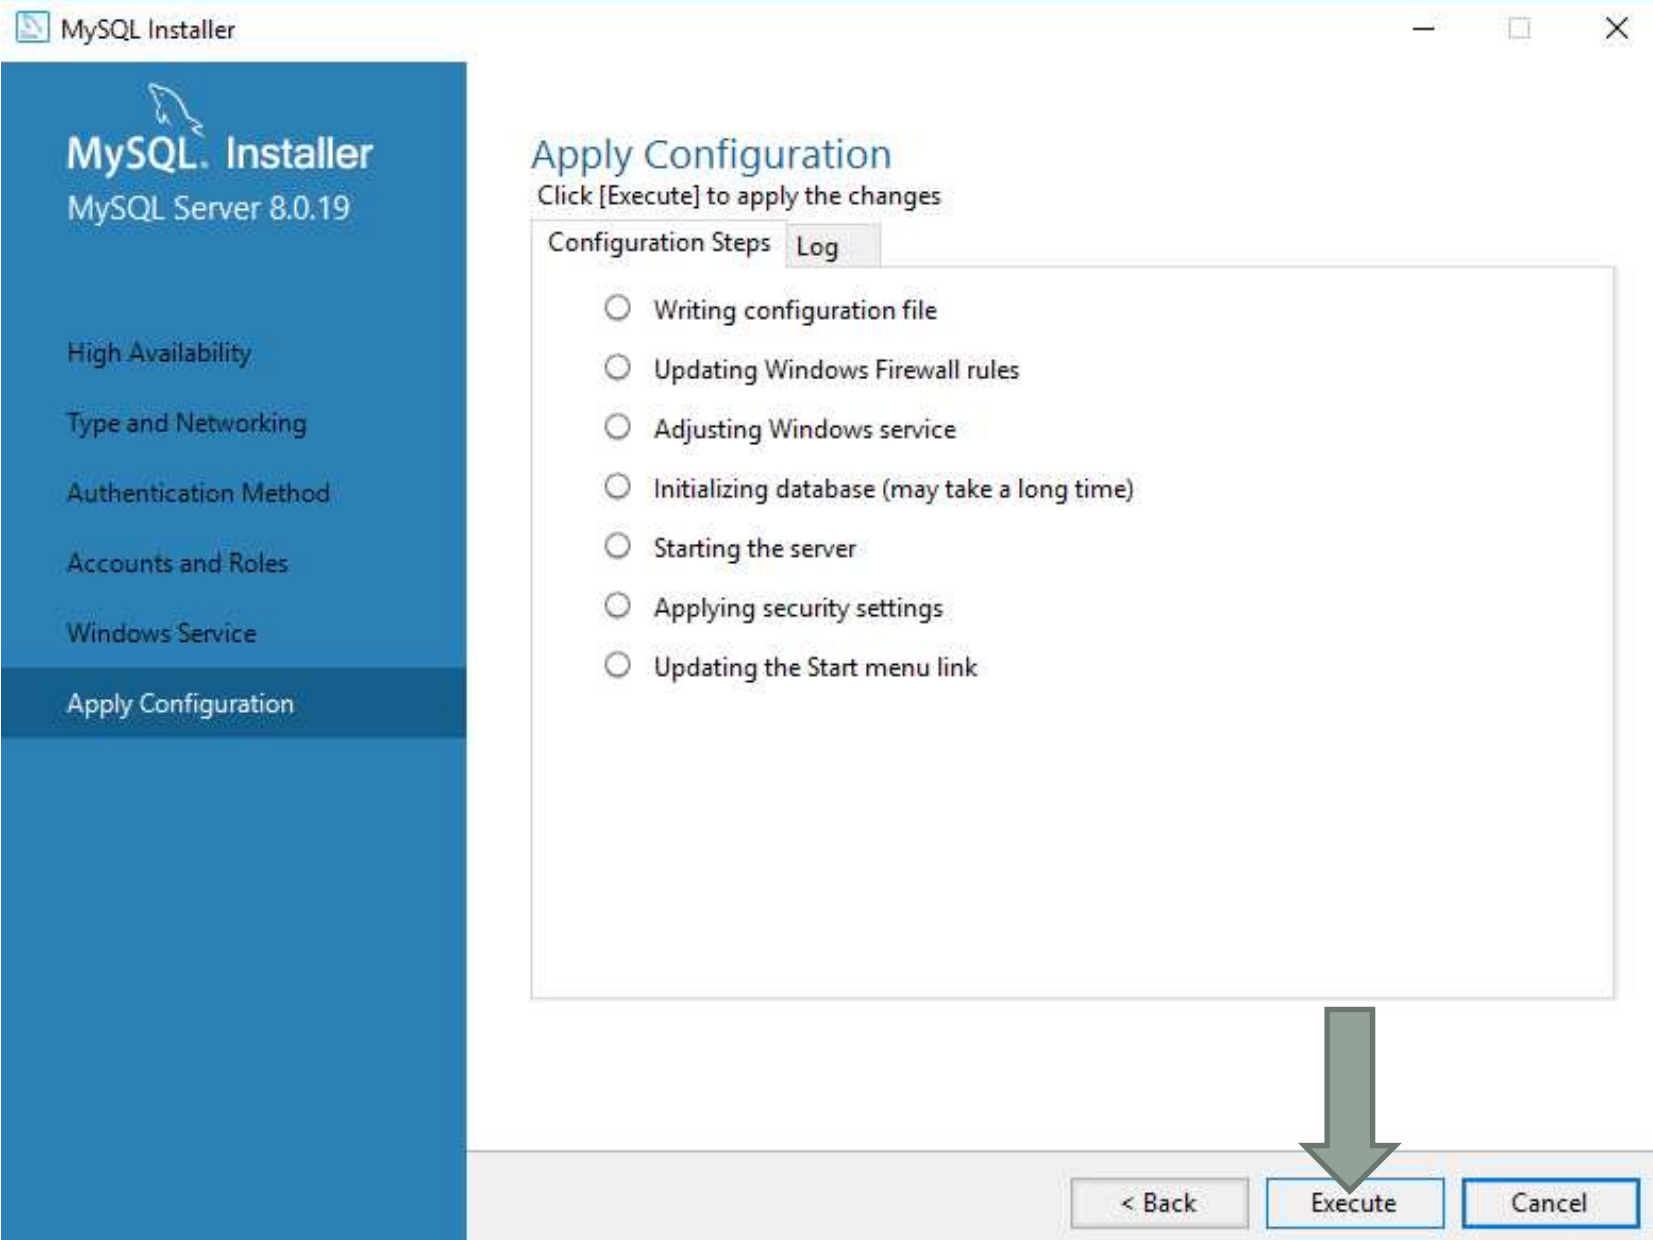 MySQL Installer
MySQL. Installer
MySQL Server 8.0.19
High Availability
Type and Networking
Authentication Method
Accounts and Roles
Windows Service
Apply Configuration
Apply Configuration
Click [Execute] to apply the changes
Configuration Steps
Log
Writing configuration file
Updating Windows Firewall rules
Adjusting Windows service
Initializing database (may take a long time)
Starting the server
Applying security settings
Updating the Start menu link
< Back
Execute
Cancel